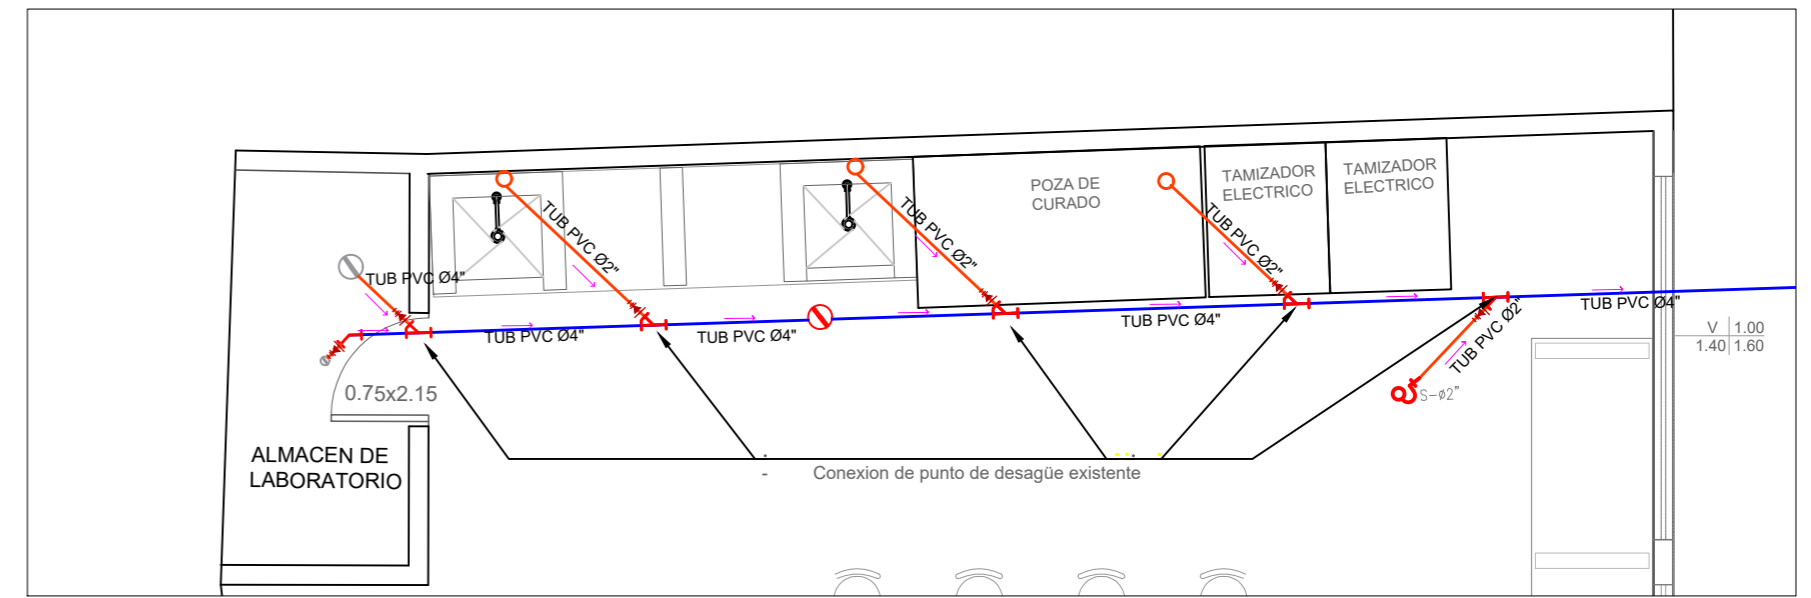 POZA DE
CURADO
TAMIZADOR
ELECTRICO
TAMIZADOR
ELECTRICO
TUB PVC Ø4"
TUB PVC Ø2"
TUB PVC Ø2"
TUB PVC Ø2"
TUB PVC Ø4"
TUB PVC Ø4"
TUB PVC Ø4"
TUB PVC Ø2"
TUB PVC Ø4"
V 1.00
1.40 1.60
S-ø2"
0.75x2.15
ALMACEN DE
LABORATORIO
- Conexion de punto de desagüe existente